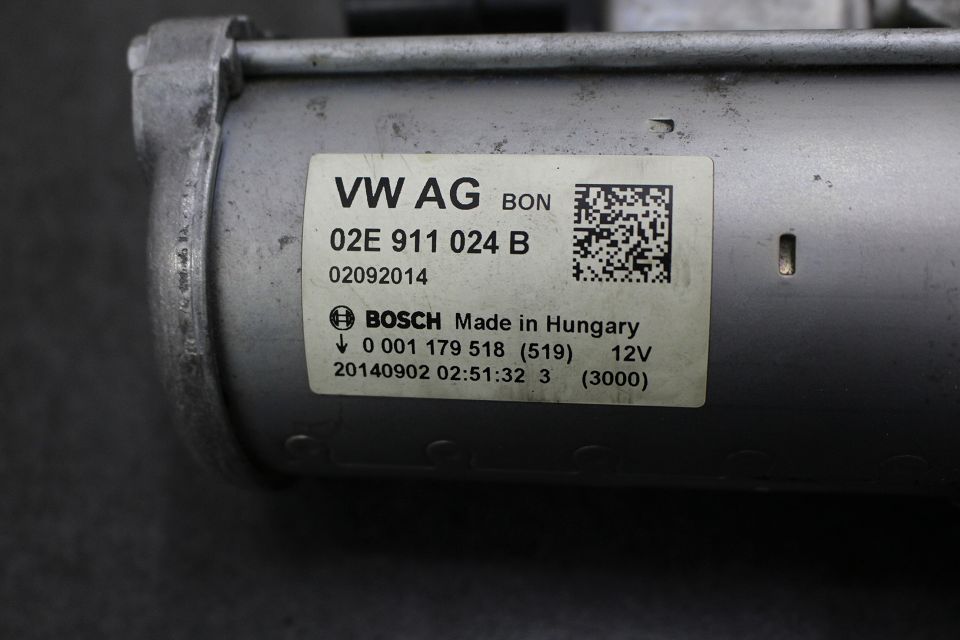 VW AG BON
02E 911 024 B
02092014
BOSCH Made in Hungary
↓ 0 001 179 518 (519) 12V
20140902 02:51:32 3 (3000)